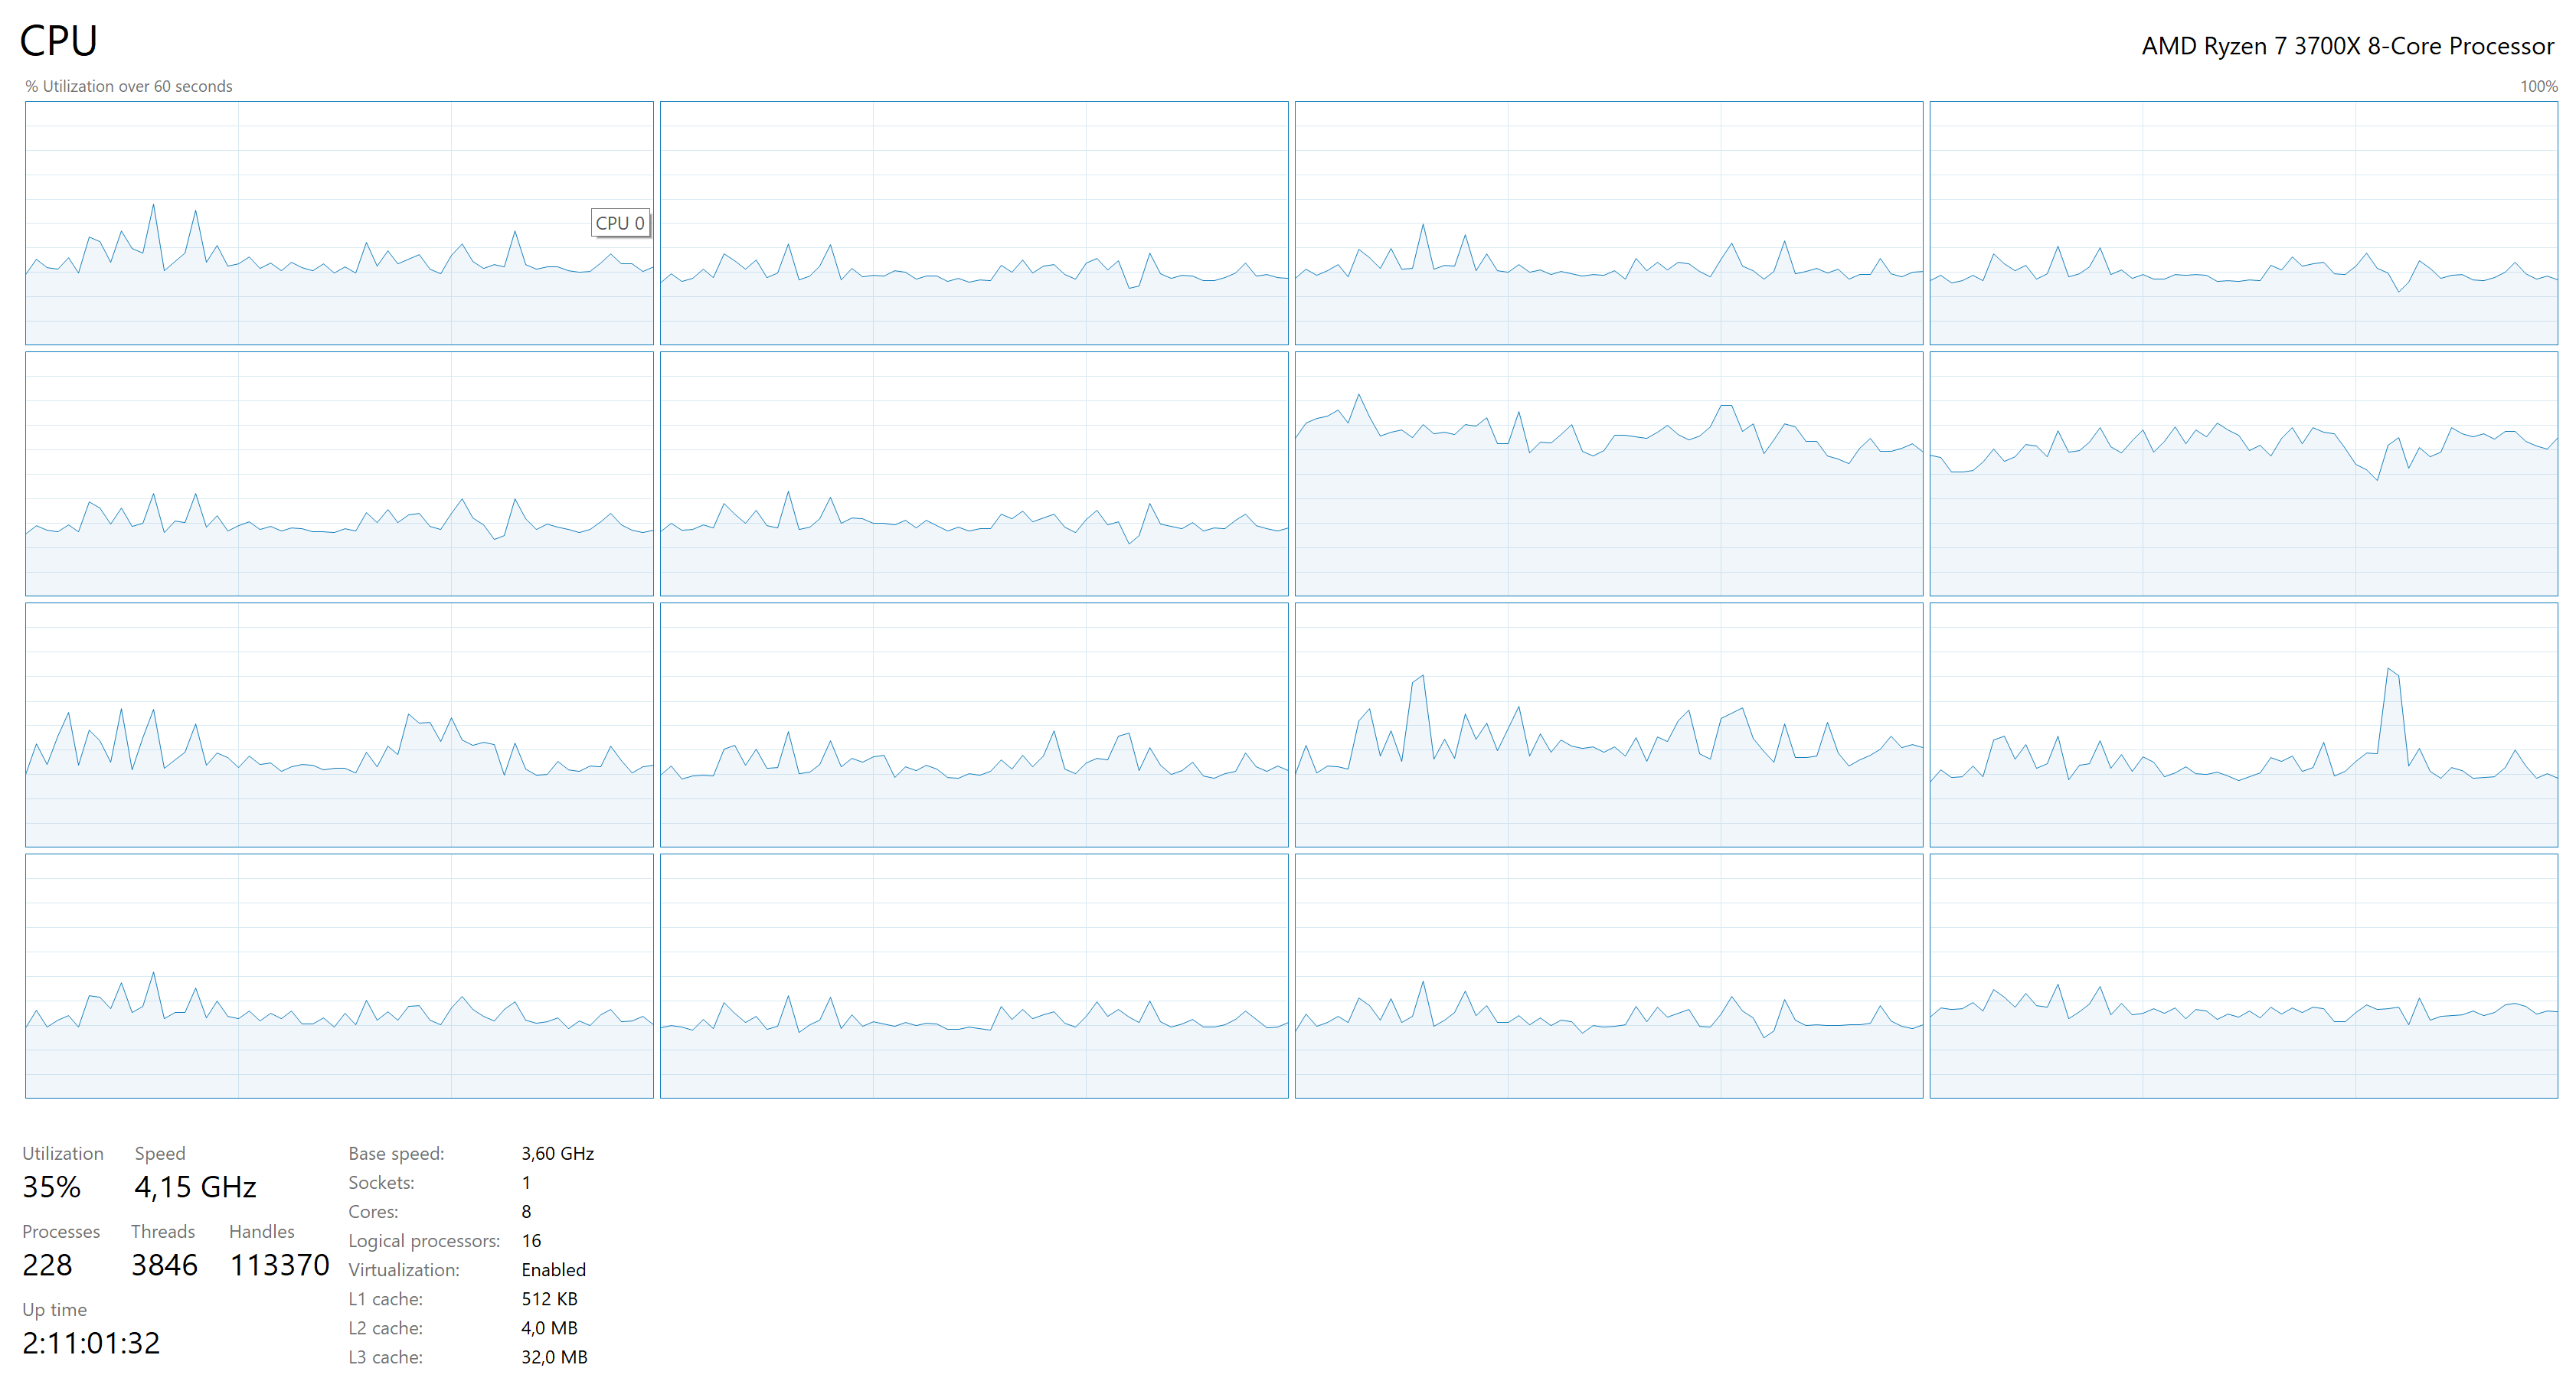 CPU
AMD Ryzen 7 3700X 8-Core Processor
% Utilization over 60 seconds
100%
CPU 0
Utilization
Speed
35%
4,15 GHz
Processes
Threads
Handles
228
3846
113370
Up time
2:11:01:32
Base speed: 3,60 GHz
Sockets: 1
Cores: 8
Logical processors: 16
Virtualization: Enabled
L1 cache: 512 KB
L2 cache: 4,0 MB
L3 cache: 32,0 MB